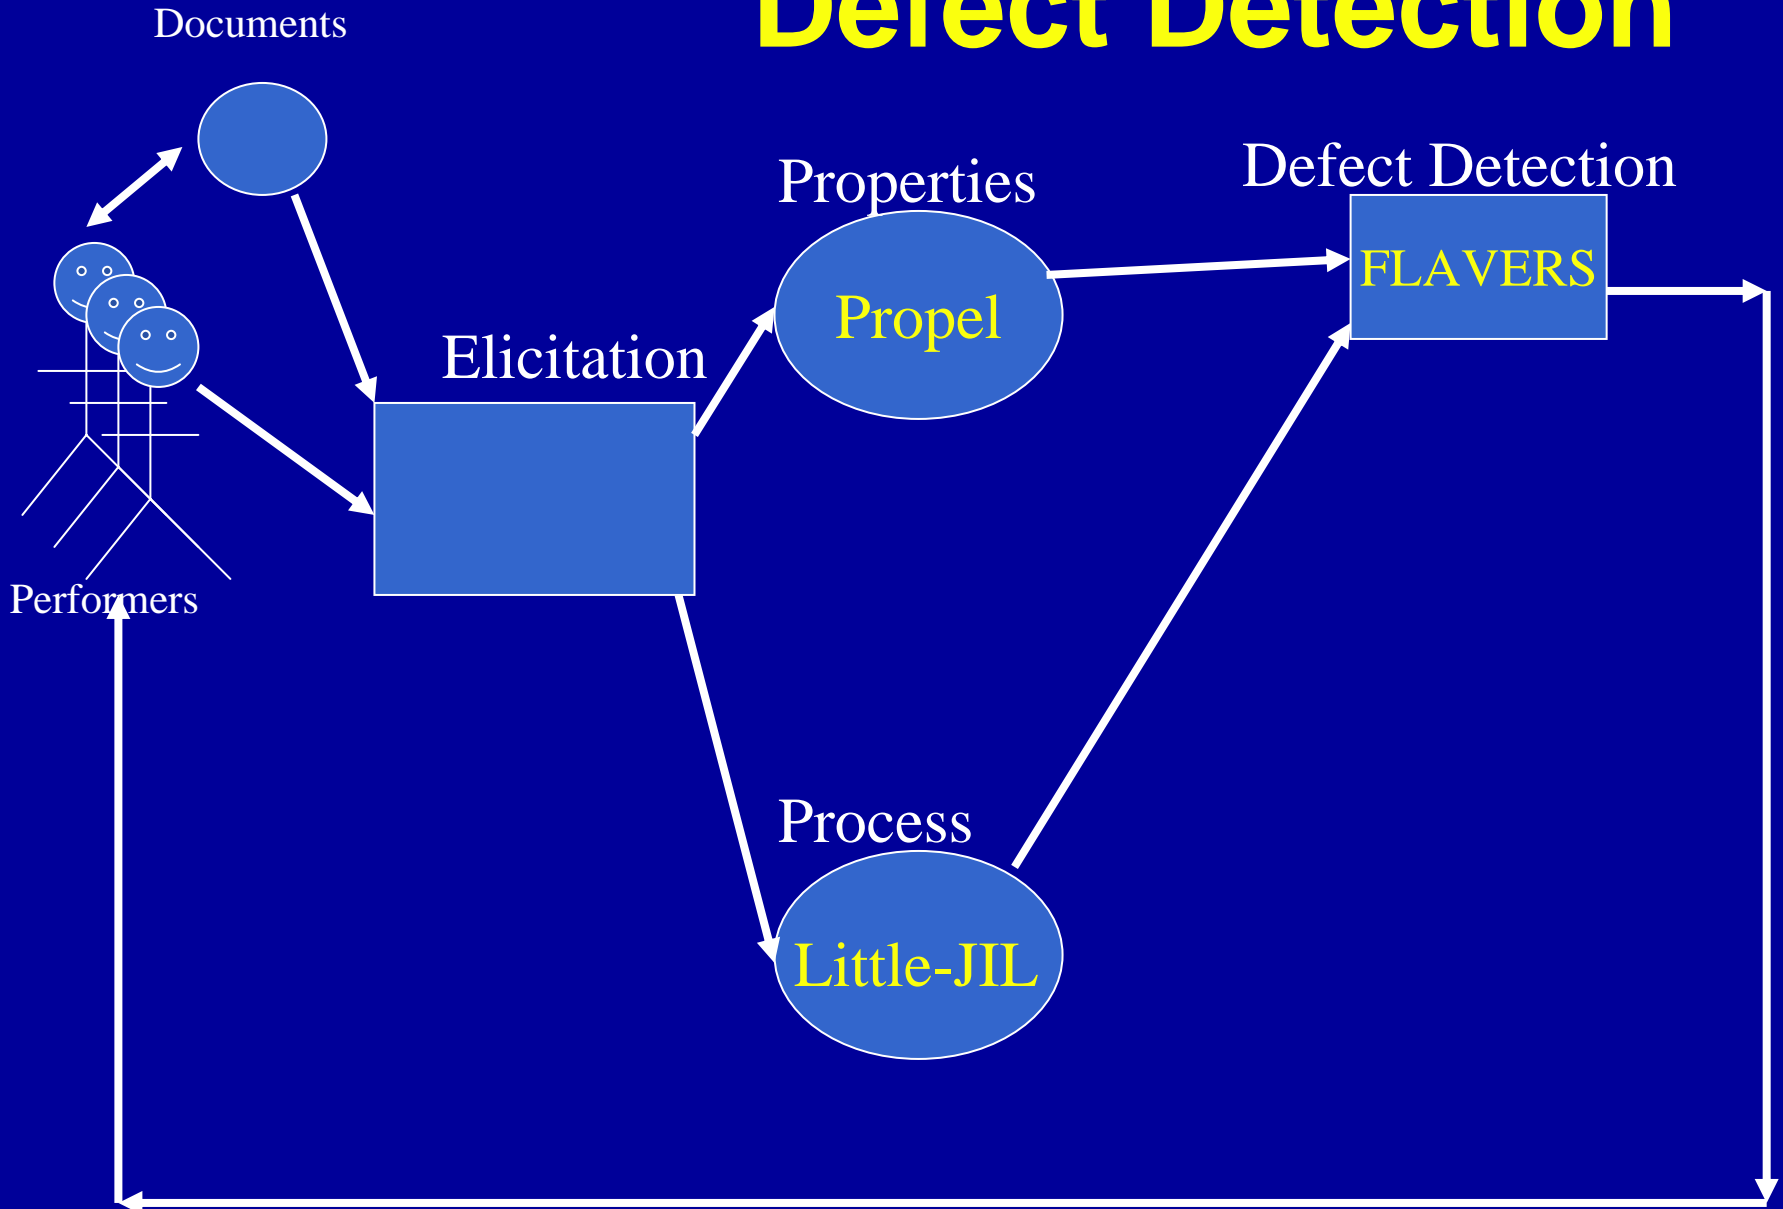 Defect Detection
Documents
Properties
Defect Detection
FLAVERS
Propel
Elicitation
Performers
Process
Little-JIL